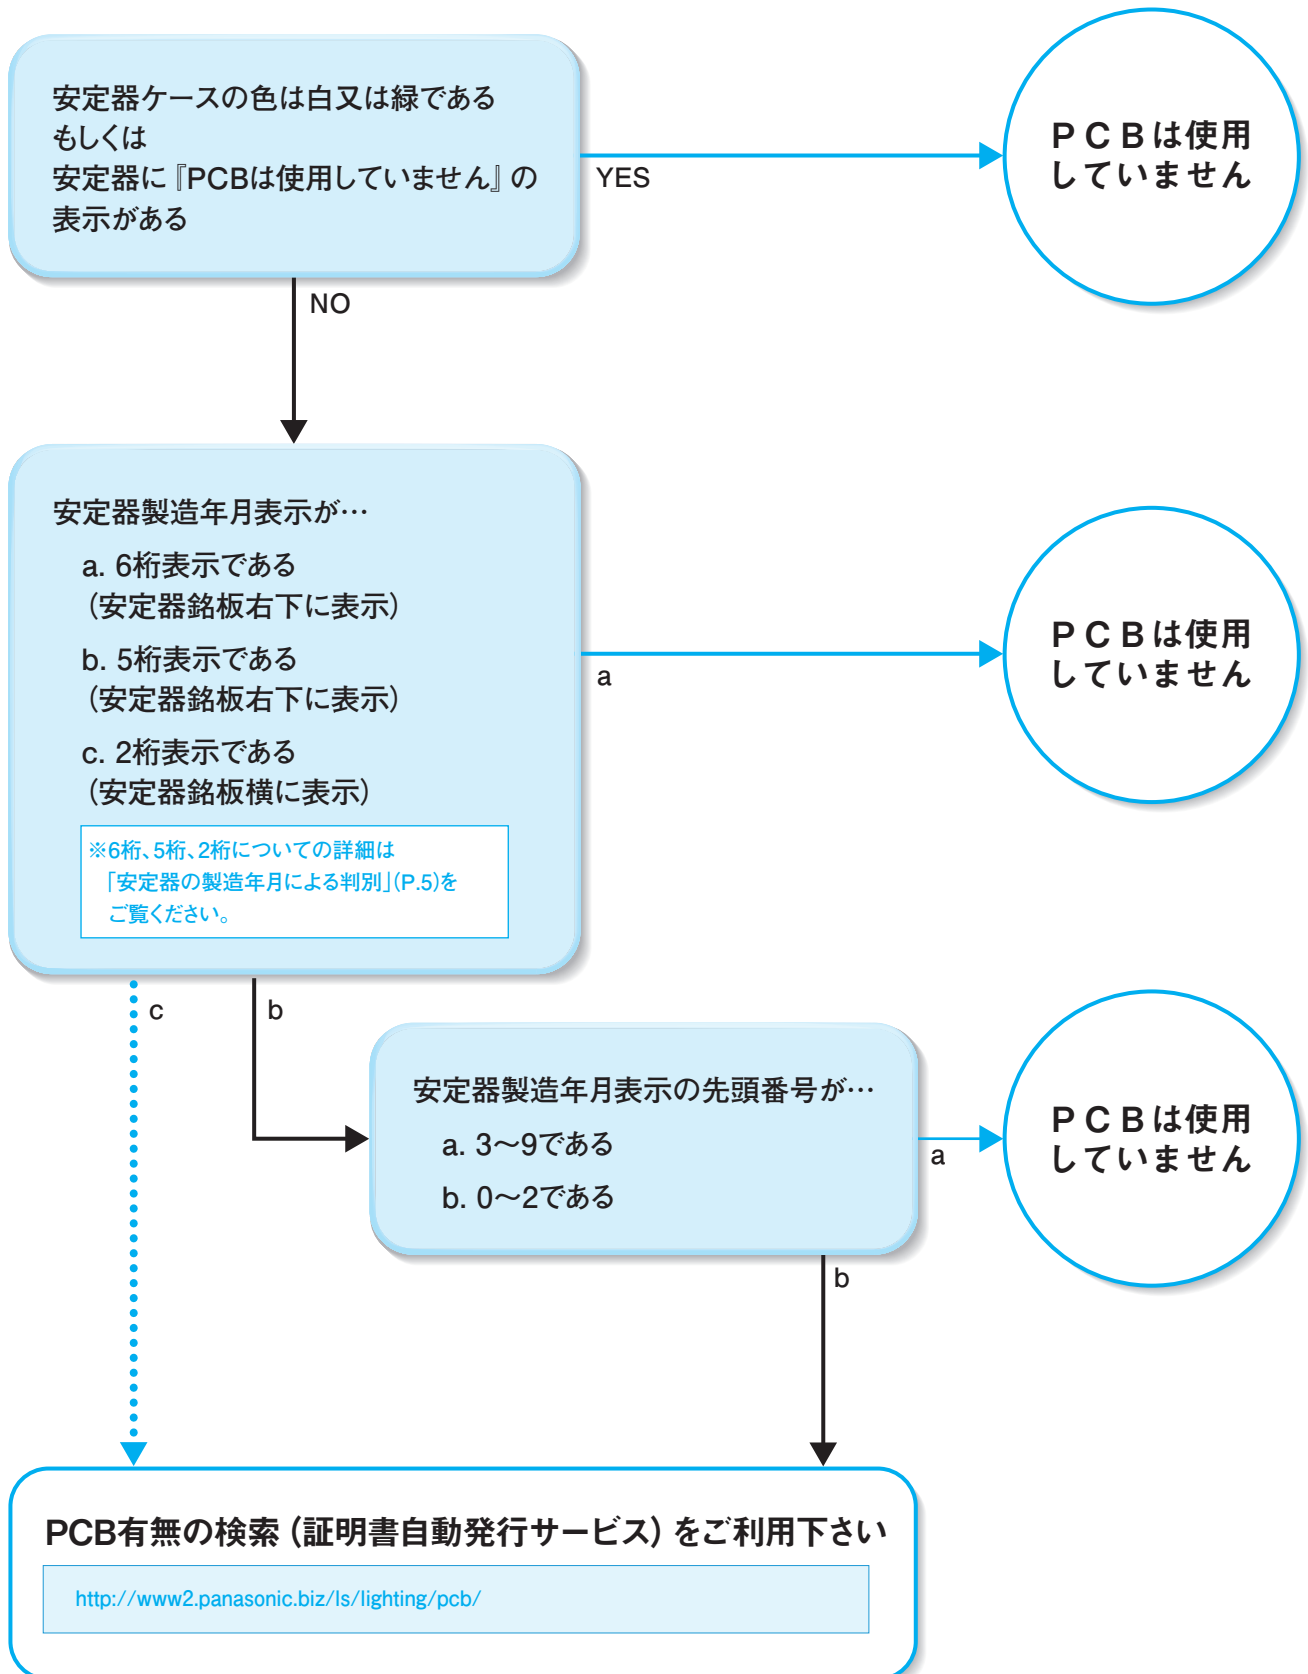 安定器ケースの色は白又は緑である
もしくは
安定器に『PCBは使用していません』の
表示がある
YES
PCBは使用
していません
NO
安定器製造年月表示が…
a. 6桁表示である
（安定器銘板右下に表示）
b. 5桁表示である
（安定器銘板右下に表示）
c. 2桁表示である
（安定器銘板横に表示）
※6桁、5桁、2桁についての詳細は
「安定器の製造年月による判別」(P.5)を
ご覧ください。
a
PCBは使用
していません
c
b
安定器製造年月表示の先頭番号が…
a. 3〜9である
b. 0〜2である
a
PCBは使用
していません
b
PCB有無の検索（証明書自動発行サービス）をご利用下さい
http://www2.panasonic.biz/ls/lighting/pcb/